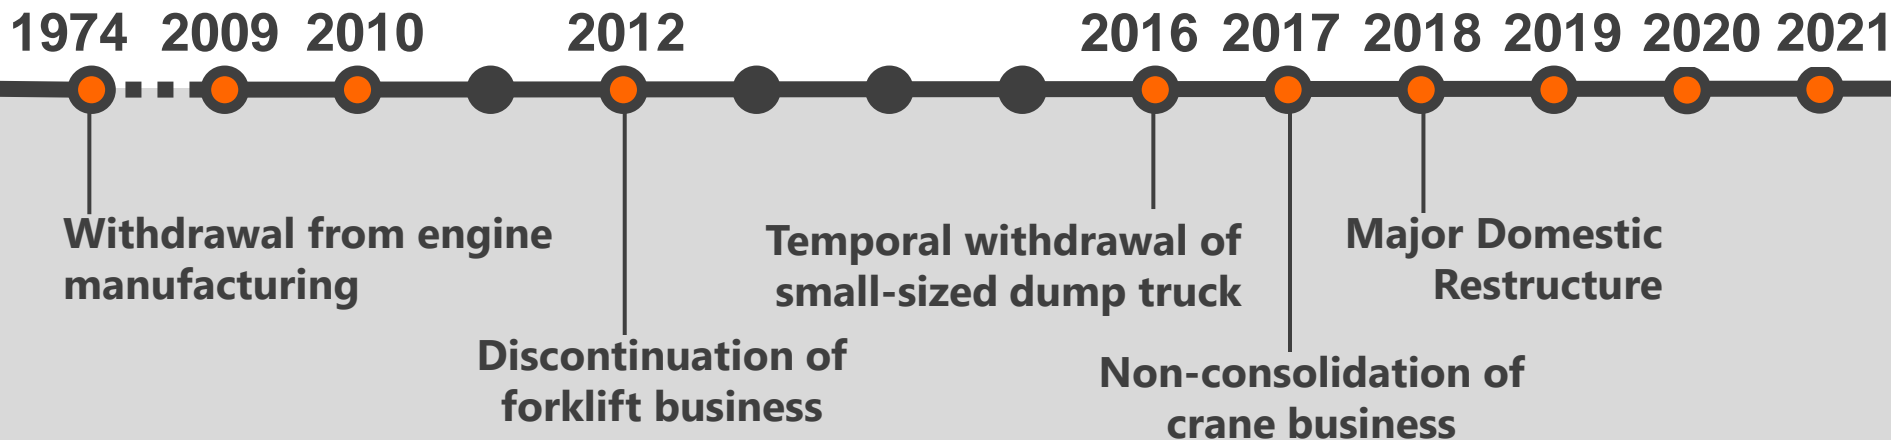 1974 2009 2010 2012 2016 2017 2018 2019 2020 2021
Withdrawal from engine
manufacturing
Discontinuation of
forklift business
Temporal withdrawal of
small-sized dump truck
Non-consolidation of
crane business
Major Domestic
Restructure